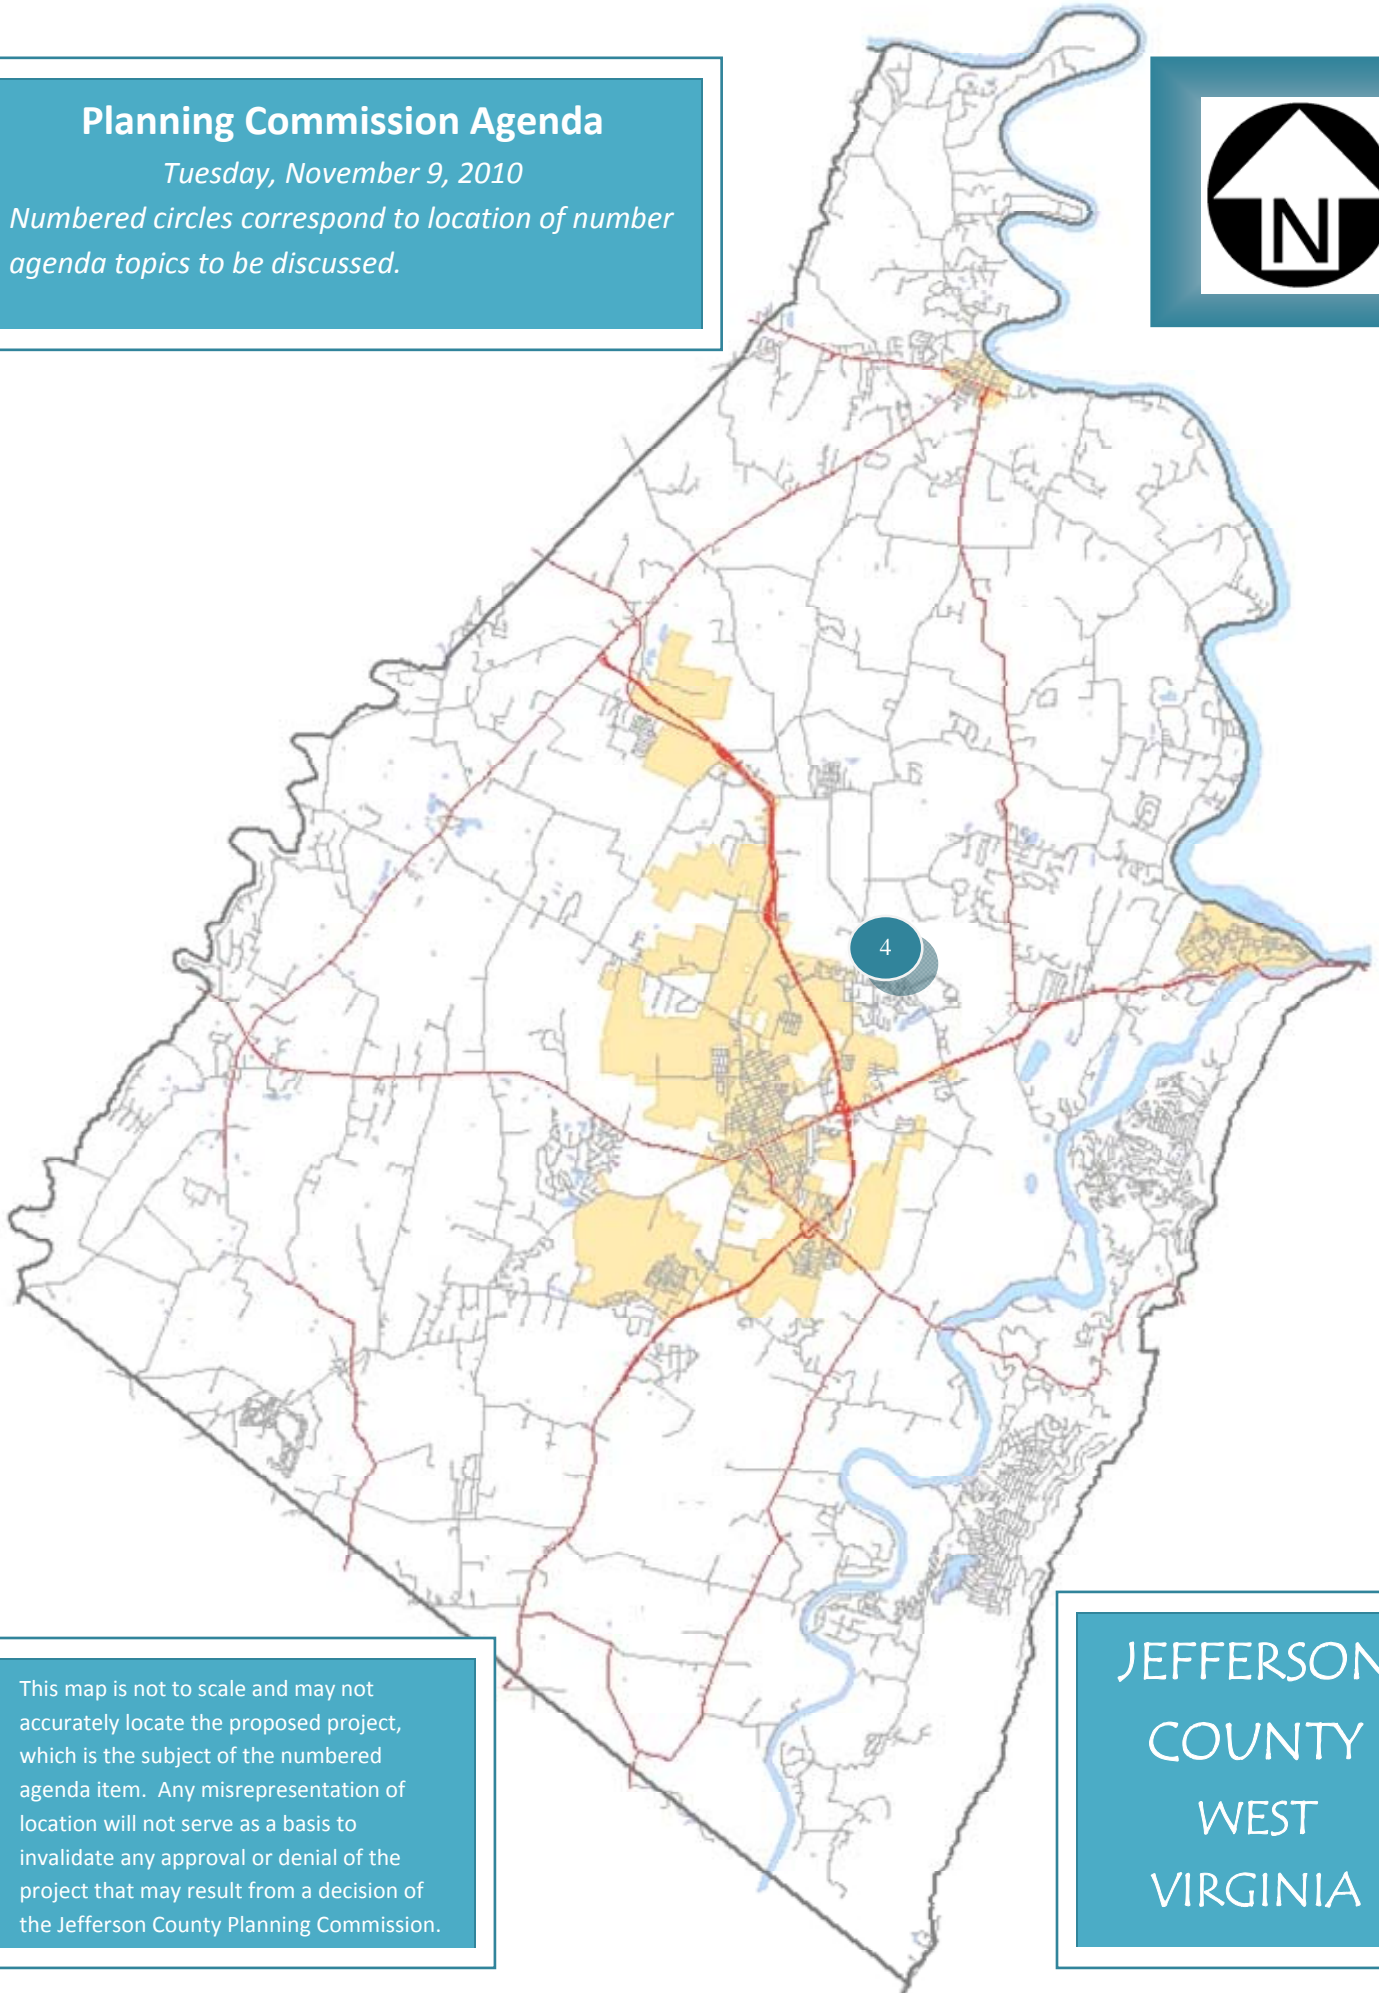 Planning Commission Agenda
Tuesday, November 9, 2010
Numbered circles correspond to location of number
agenda topics to be discussed.
N
4
This map is not to scale and may not
accurately locate the proposed project,
which is the subject of the numbered
agenda item.  Any misrepresentation of
location will not serve as a basis to
invalidate any approval or denial of the
project that may result from a decision of
the Jefferson County Planning Commission.
JEFFERSON
COUNTY
WEST
VIRGINIA